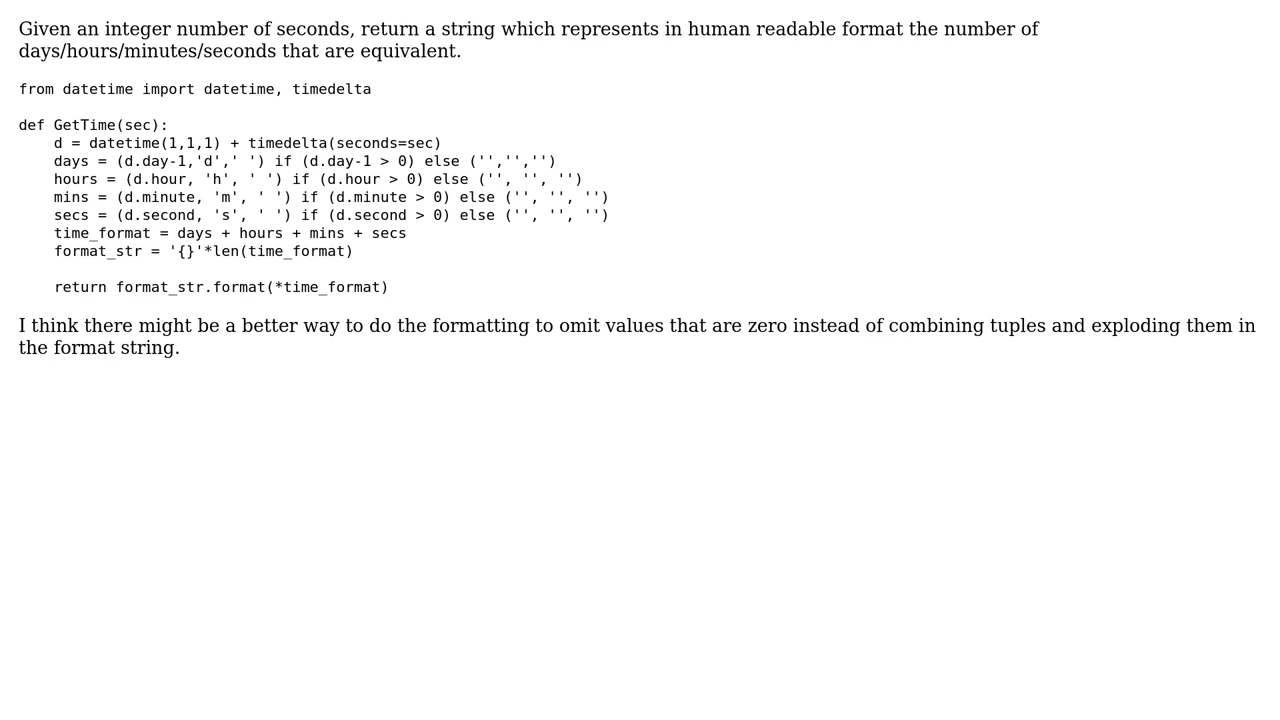 Given an integer number of seconds, return a string which represents in human readable format the number of
days/hours/minutes/seconds that are equivalent.
from datetime import datetime, timedelta
def GetTime(sec):
    d = datetime(1,1,1) + timedelta(seconds=sec)
    days = (d.day-1,'d',' ') if (d.day-1 > 0) else ('','','')
    hours = (d.hour, 'h', ' ') if (d.hour > 0) else ('', '', '')
    mins = (d.minute, 'm', ' ') if (d.minute > 0) else ('', '', '')
    secs = (d.second, 's', ' ') if (d.second > 0) else ('', '', '')
    time_format = days + hours + mins + secs
    format_str = '{}'*len(time_format)
    return format_str.format(*time_format)
I think there might be a better way to do the formatting to omit values that are zero instead of combining tuples and exploding them in
the format string.